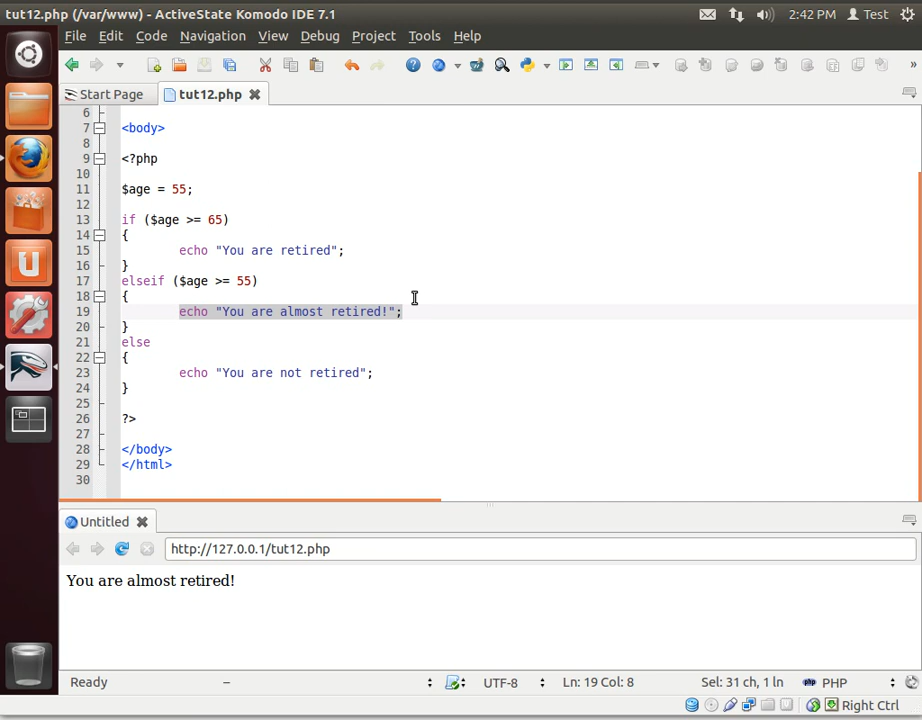 tut12.php (/var/www) - ActiveState Komodo IDE 7.1
2:42 PM Test
File Edit Code Navigation View Debug Project Tools Help
Start Page tut12.php
6
7 <body>
8
9 <?php
10
11 $age = 55;
12
13 if ($age >= 65)
14 {
15 echo "You are retired";
16 }
17 elseif ($age >= 55)
18 {
19 echo "You are almost retired!";
20 }
21 else
22 {
23 echo "You are not retired";
24 }
25
26 ?>
27
28 </body>
29 </html>
30
Untitled
http://127.0.0.1/tut12.php
You are almost retired!
Ready – UTF-8 Ln: 19 Col: 8 Sel: 31 ch, 1 ln php PHP
Right Ctrl